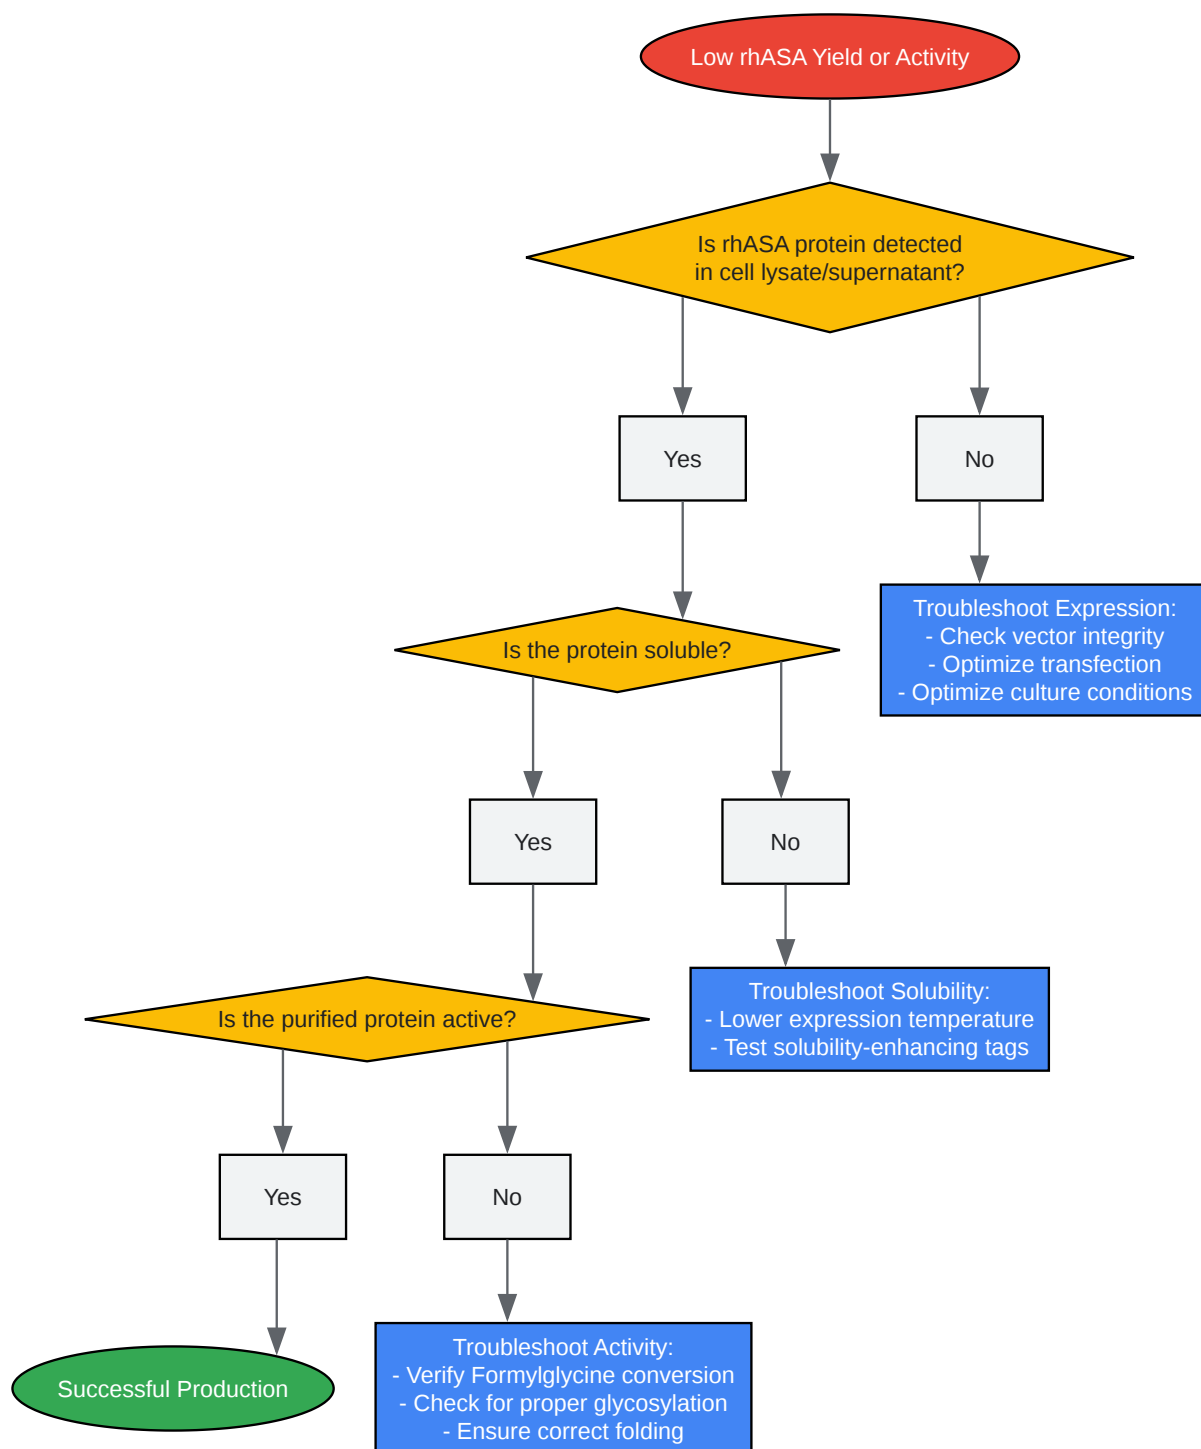 Low rhASA Yield or Activity
Is rhASA protein detected
in cell lysate/supernatant?
Yes
No
Troubleshoot Expression:
- Check vector integrity
- Optimize transfection
- Optimize culture conditions
Is the protein soluble?
Yes
No
Troubleshoot Solubility:
- Lower expression temperature
- Test solubility-enhancing tags
Is the purified protein active?
Yes
No
Successful Production
Troubleshoot Activity:
- Verify Formylglycine conversion
- Check for proper glycosylation
- Ensure correct folding